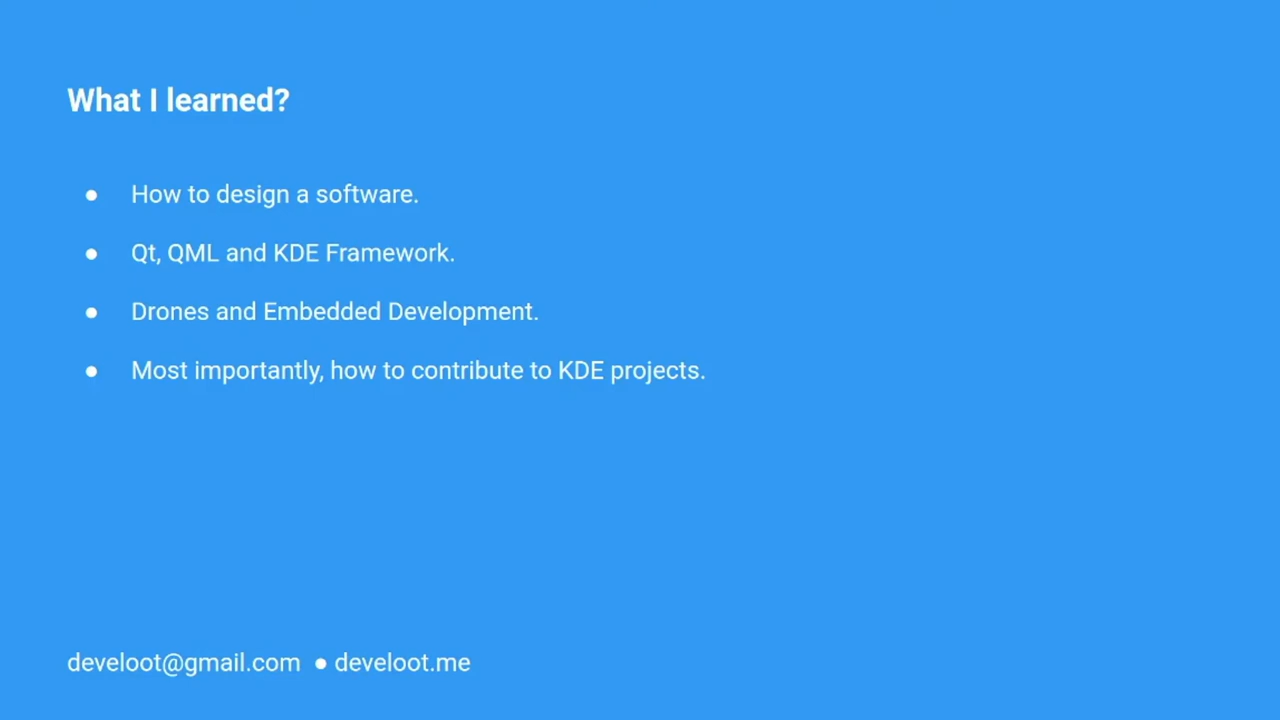 What I learned?
● How to design a software.
● Qt, QML and KDE Framework.
● Drones and Embedded Development.
● Most importantly, how to contribute to KDE projects.
develoot@gmail.com ● develoot.me